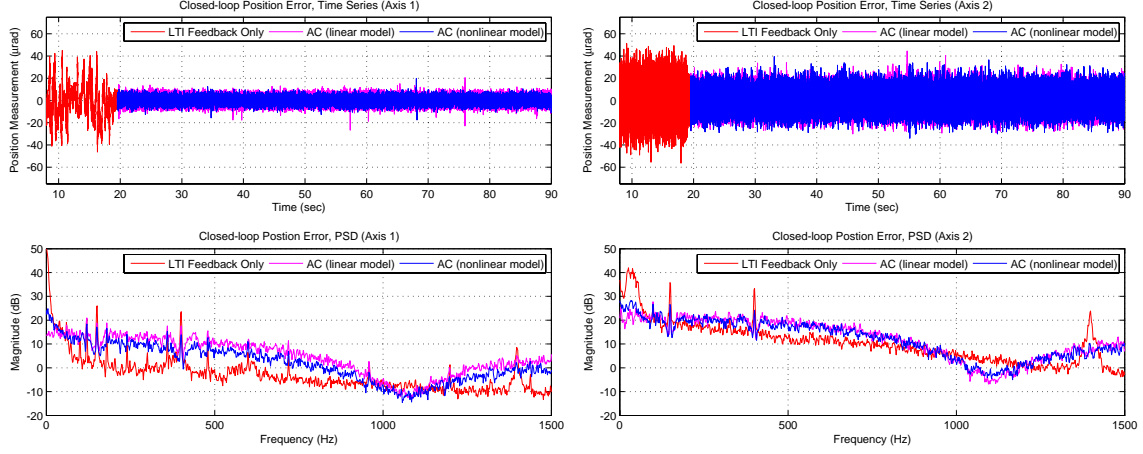 Closed-loop Position Error, Time Series (Axis 1)
LTI Feedback Only
AC (linear model)
AC (nonlinear model)
Position Measurement (μrad)
60
40
20
0
-20
-40
-60
10 20 30 40 50 60 70 80 90
Time (sec)
Closed-loop Position Error, Time Series (Axis 2)
LTI Feedback Only
AC (linear model)
AC (nonlinear model)
Position Measurement (μrad)
60
40
20
0
-20
-40
-60
10 20 30 40 50 60 70 80 90
Time (sec)
Closed-loop Postion Error, PSD (Axis 1)
LTI Feedback Only
AC (linear model)
AC (nonlinear model)
Magnitude (dB)
50
40
30
20
10
0
-10
-20
0 500 1000 1500
Frequency (Hz)
Closed-loop Postion Error, PSD (Axis 2)
LTI Feedback Only
AC (linear model)
AC (nonlinear model)
Magnitude (dB)
50
40
30
20
10
0
-10
-20
0 500 1000 1500
Frequency (Hz)